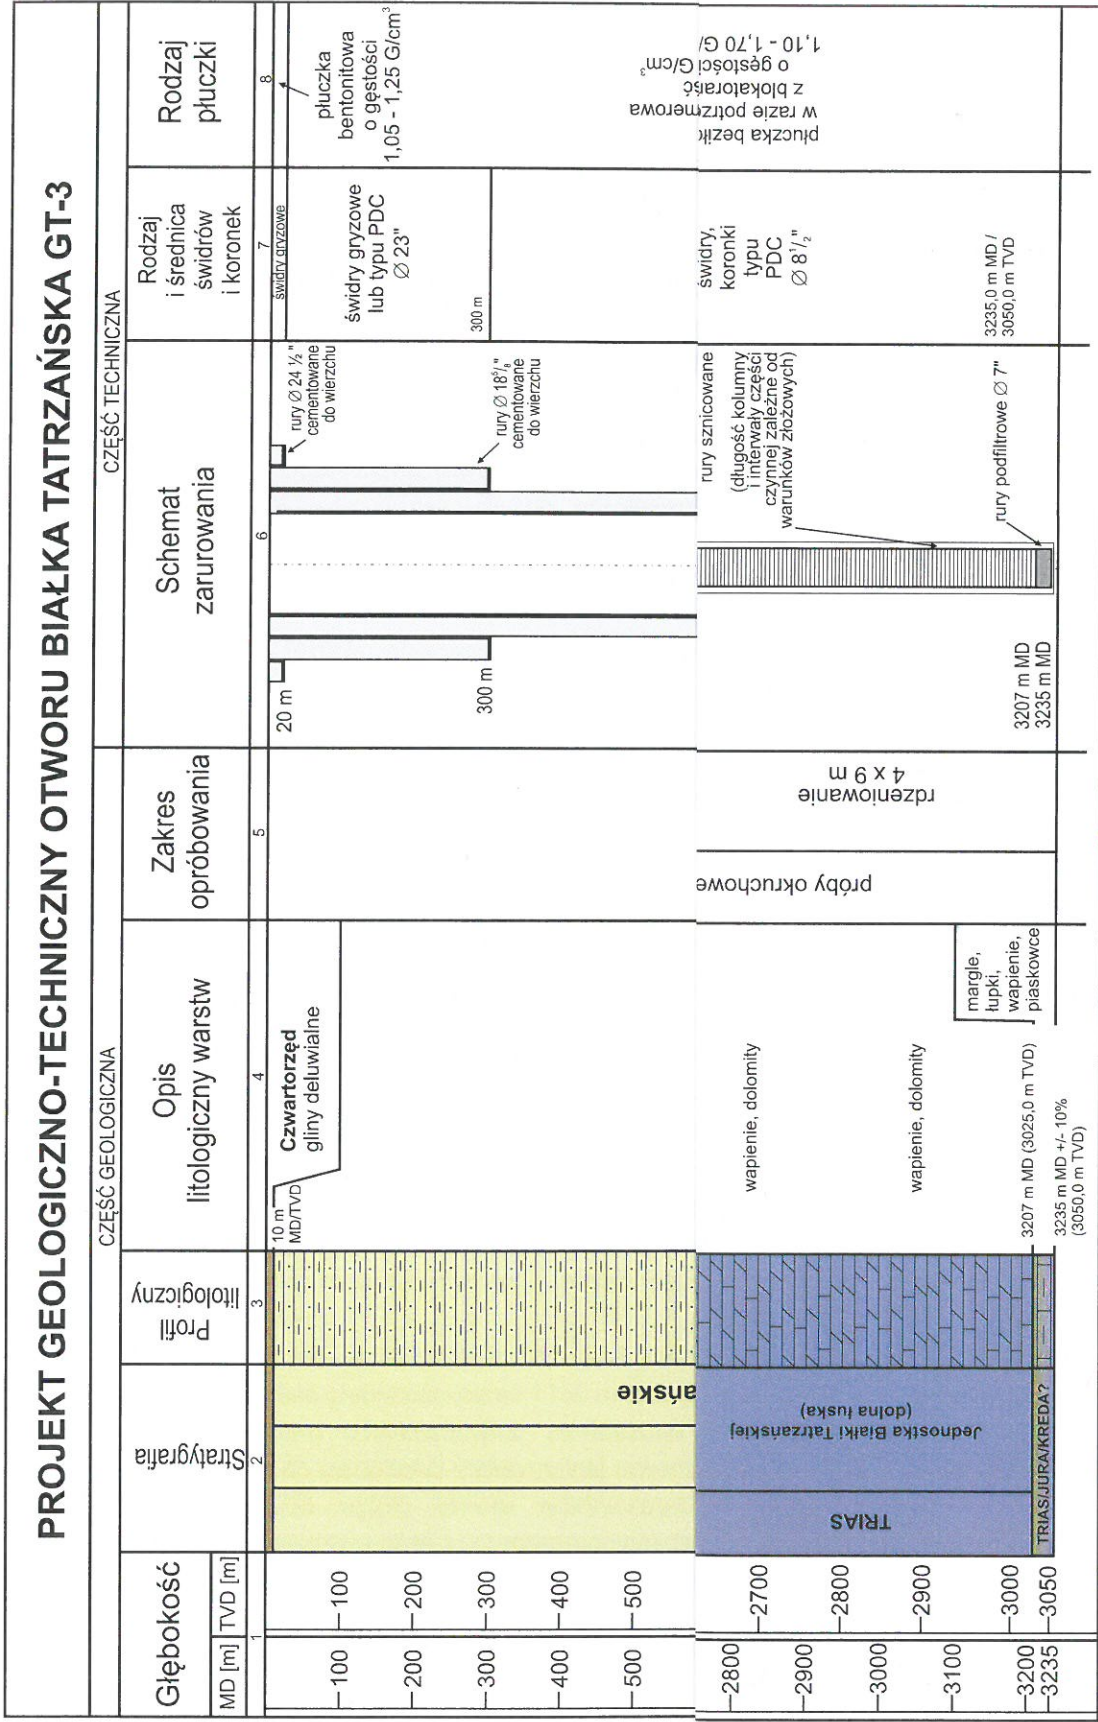 PROJEKT GEOLOGICZNO-TECHNICZNY OTWORU BIAŁKA TATRZAŃSKA GT-3
CZĘŚĆ GEOLOGICZNA
CZĘŚĆ TECHNICZNA
Głębokość
MD [m]
TVD [m]
Stratygrafia
Profil
litologiczny
Opis
litologiczny warstw
Zakres
opróbowania
Schemat
zarurowania
Rodzaj
i średnica
świdrów
i koronek
Rodzaj
płuczki
1
2
3
4
5
6
7
8
100
200
300
400
500
100
200
300
400
500
10 m
MD/TVD
Czwartorzęd
gliny deluwialne
ańskie
20 m
300 m
rury Ø 24 ½"
cementowane
do wierzchu
rury Ø 18⁵/₈"
cementowane
do wierzchu
świdry gryzowe
świdry gryzowe
lub typu PDC
Ø 23"
300 m
płuczka
bentonitowa
o gęstości
1,05 - 1,25 G/cm³
2800
2900
3000
3100
3200
3235
2700
2800
2900
3000
3050
TRIAS
Jednostka Białki Tatrzańskiej
(dolna łuska)
TRIAS/JURA/KREDA?
wapienie, dolomity
wapienie, dolomity
margle,
łupki,
wapienie,
piaskowce
3207 m MD (3025,0 m TVD)
3235 m MD +/- 10%
(3050,0 m TVD)
próby okruchowe
rdzeniowanie
4 x 9 m
3207 m MD
3235 m MD
rury sznicowane
(długość kolumny
i interwały części
czynnej zależne od
warunków złożowych)
rury podfiltrowe Ø 7"
świdry,
koronki
typu
PDC
Ø 8¹/₂"
3235,0 m MD /
3050,0 m TVD
płuczka
w razie
z blokator
o gęstości G/cm³
1,10 - 1,70 G/